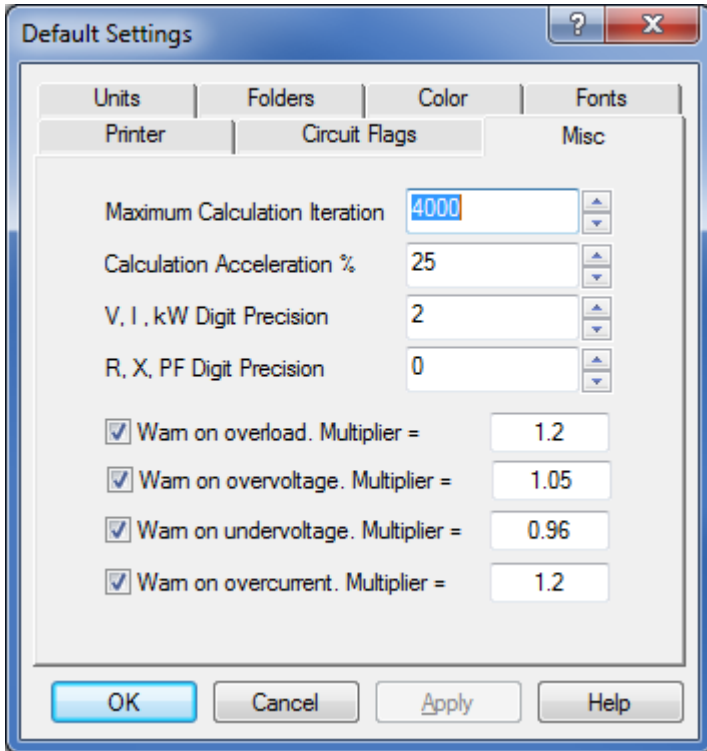 Default Settings
?
Units Folders Color Fonts
Printer Circuit Flags Misc
Maximum Calculation Iteration 4000
Calculation Acceleration % 25
V, I , kW Digit Precision 2
R, X, PF Digit Precision 0
Warn on overload. Multiplier = 1.2
Warn on overvoltage. Multiplier = 1.05
Warn on undervoltage. Multiplier = 0.96
Warn on overcurrent. Multiplier = 1.2
OK Cancel Apply Help